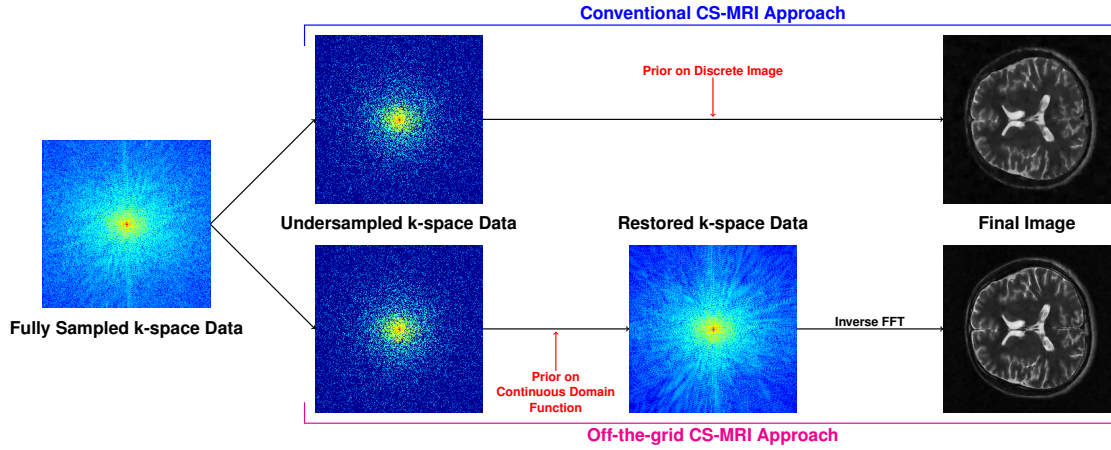 Conventional CS-MRI Approach
Prior on Discrete Image
Undersampled k-space Data
Restored k-space Data
Final Image
Fully Sampled k-space Data
Inverse FFT
Prior on
Continuous Domain
Function
Off-the-grid CS-MRI Approach